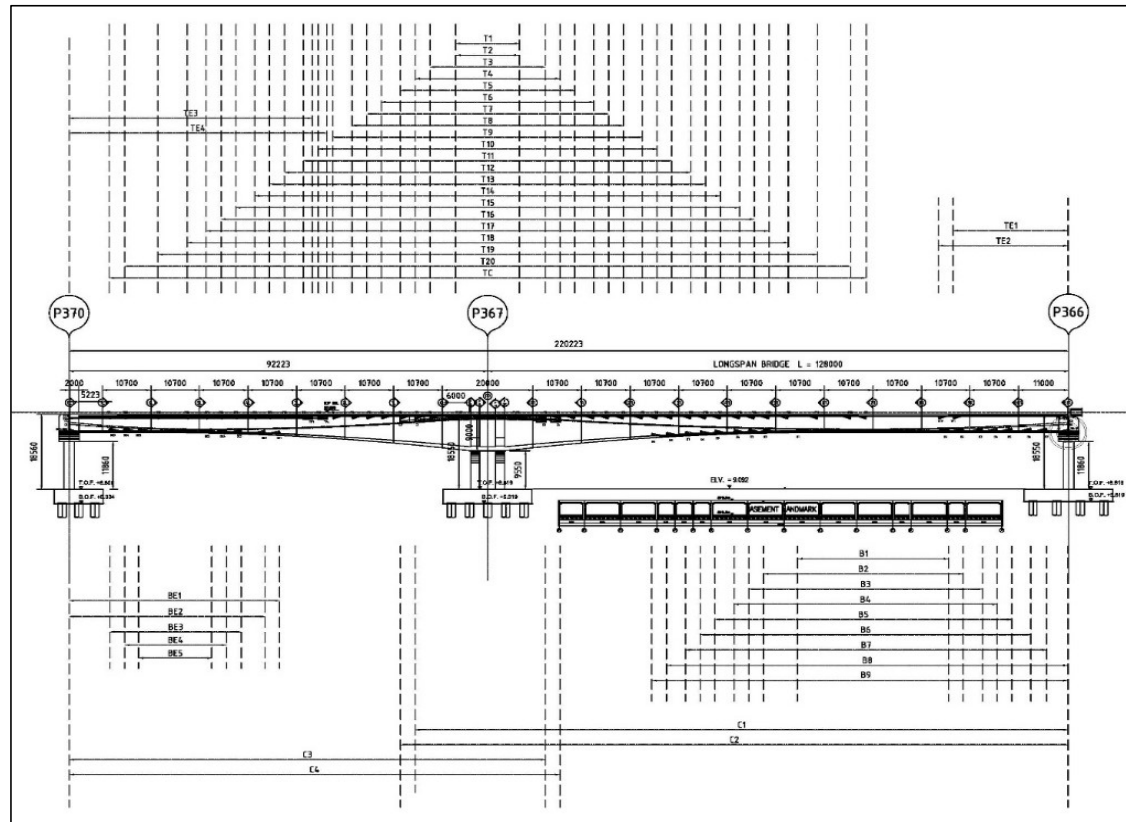 T1
T2
T3
T4
T5
T6
T7
T8
T9
T10
T11
T12
T13
T14
T15
T16
T17
T18
T19
T20
TC
TE3
TE4
TE1
TE2
P370
P367
P366
220223
92223
LONGSPAN BRIDGE L = 128000
2000 10700 10700 10700 10700 10700 10700 10700 20000 10700 10700 10700 10700 10700 10700 10700 10700 10700 10700 11000
5223
6000
18560
11860
18550
9000
9550
18550
11860
ELV. = 9.092
ASEMENT
ANDMARK
B1
B2
B3
B4
B5
B6
B7
B8
B9
BE1
BE2
BE3
BE4
BE5
C1
C2
C3
C4